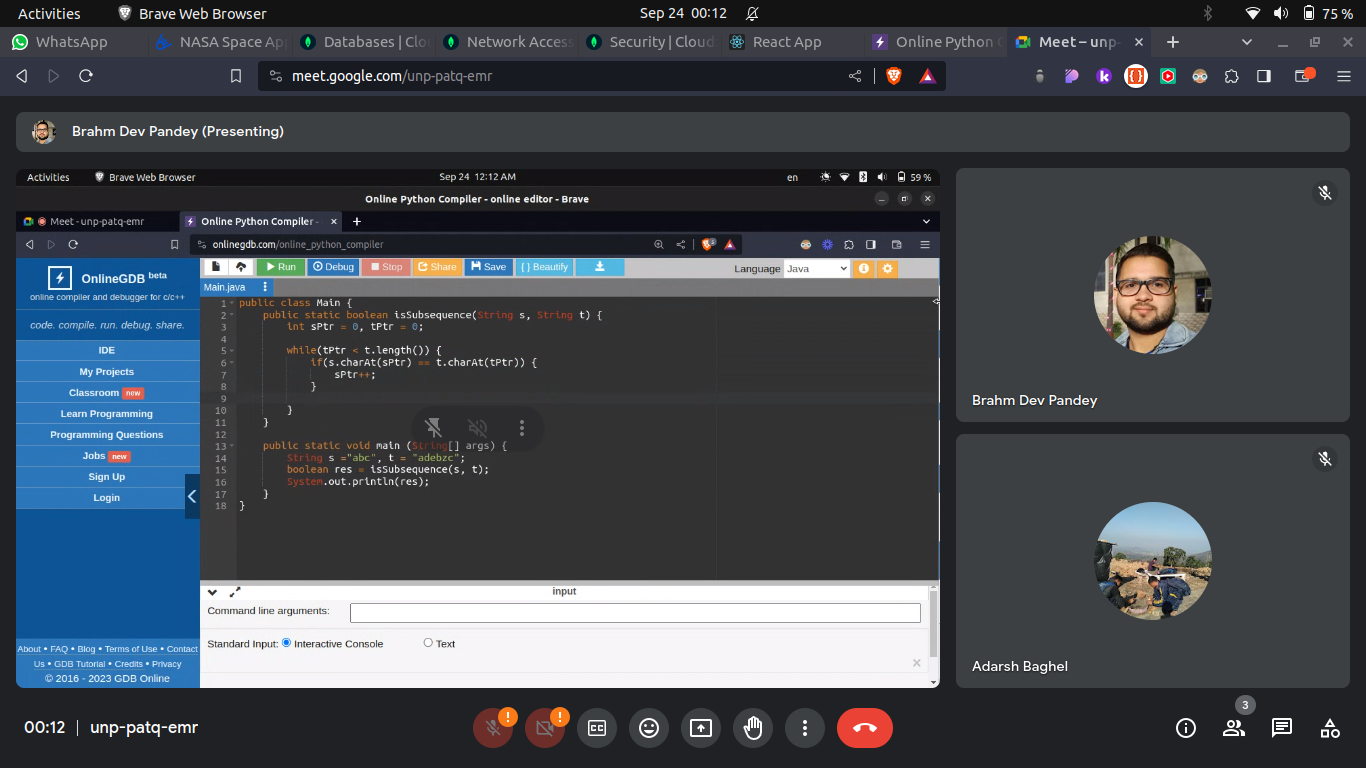 Activities
Brave Web Browser
Sep 24 00:12
75 %
WhatsApp
NASA Space Ap
Databases | Clo
Network Access
Security | Cloud
React App
Online Python C
Meet – unp-
meet.google.com/unp-patq-emr
Brahm Dev Pandey (Presenting)
Activities
Brave Web Browser
Sep 24 12:12 AM
en
59 %
Online Python Compiler - online editor - Brave
Meet - unp-patq-emr
Online Python Compiler -
onlinegdb.com/online_python_compiler
OnlineGDB beta
online compiler and debugger for c/c++
code. compile. run. debug. share.
IDE
My Projects
Classroom new
Learn Programming
Programming Questions
Jobs new
Sign Up
Login
About • FAQ • Blog • Terms of Use • Contact
Us • GDB Tutorial • Credits • Privacy
© 2016 - 2023 GDB Online
Run
Debug
Stop
Share
Save
{ } Beautify
Language Java
Main.java
1 public class Main {
2 public static boolean isSubsequence(String s, String t) {
3 int sPtr = 0, tPtr = 0;
4
5 while(tPtr < t.length()) {
6 if(s.charAt(sPtr) == t.charAt(tPtr)) {
7 sPtr++;
8 }
9
10 }
11 }
12
13 public static void main (String[] args) {
14 String s ="abc", t = "adebzc";
15 boolean res = isSubsequence(s, t);
16 System.out.println(res);
17 }
18 }
input
Command line arguments:
Standard Input: Interactive Console Text
Brahm Dev Pandey
Adarsh Baghel
00:12 | unp-patq-emr
3